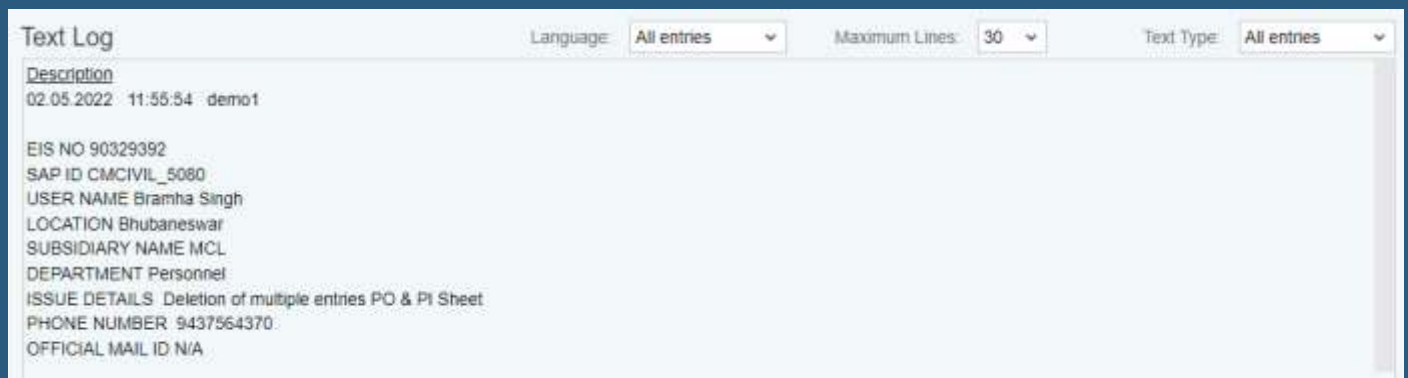 Text Log Language: All entries Maximum Lines: 30 Text Type: All entries
Description
02.05.2022 11:55:54 demo1
EIS NO 90329392
SAP ID CMCIVIL_5080
USER NAME Bramha Singh
LOCATION Bhubaneswar
SUBSIDIARY NAME MCL
DEPARTMENT Personnel
ISSUE DETAILS Deletion of multiple entries PO & PI Sheet
PHONE NUMBER 9437564370
OFFICIAL MAIL ID N/A